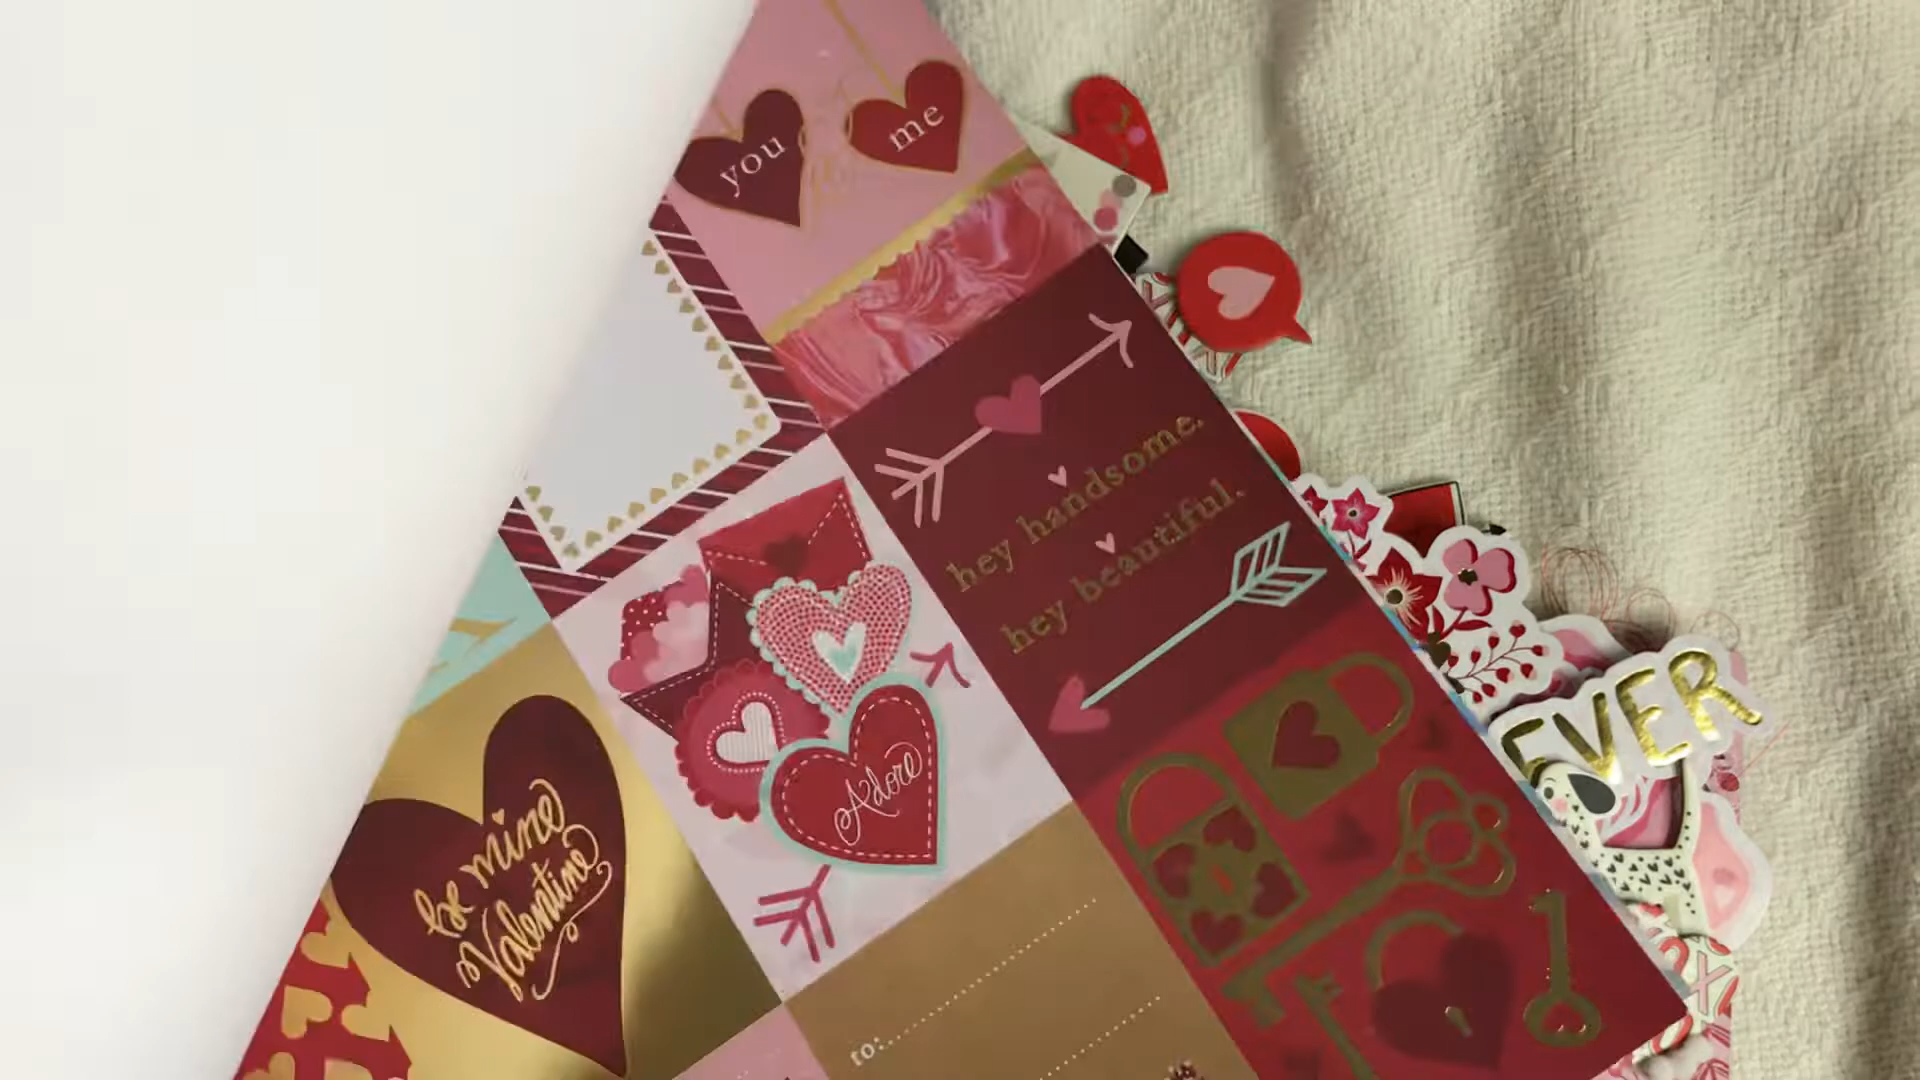 you
me
hey handsome.
hey beautiful.
Adore
be mine
Valentine
to:
EVER